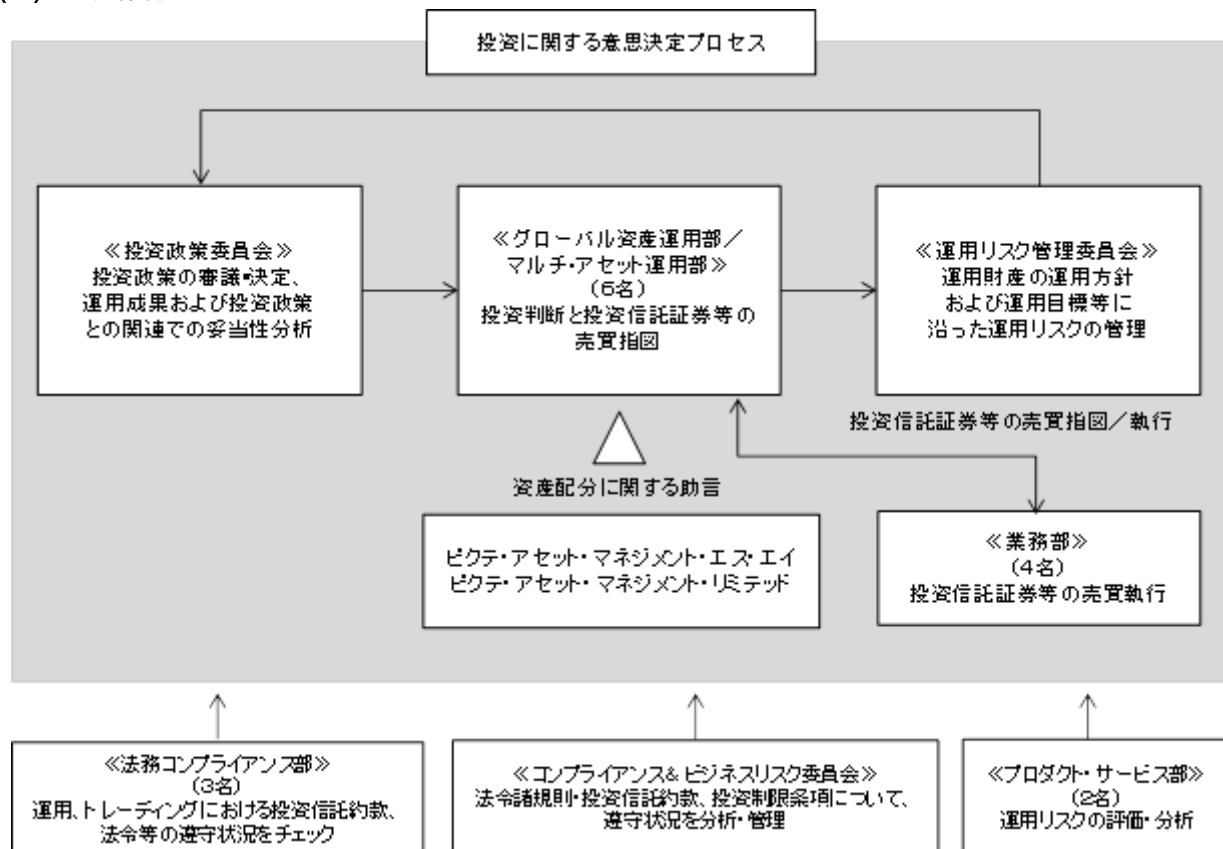 投資に関する意思決定プロセス
≪投資政策委員会≫
投資政策の審議・決定、
運用成果および投資政策
との関連での妥当性分析
≪グローバル資産運用部／
マルチ・アセット運用部≫
(6名)
投資判断と投資信託証券等の
売買指図
≪運用リスク管理委員会≫
運用財産の運用方針
および運用目標等に
沿った運用リスクの管理
投資信託証券等の売買指図／執行
資産配分に関する助言
ピクテ・アセット・マネジメント・エス・エイ
ピクテ・アセット・マネジメント・リミテッド
≪業務部≫
(4名)
投資信託証券等の売買執行
≪法務コンプライアンス部≫
(3名)
運用、トレーディングにおける投資信託約款、
法令等の遵守状況をチェック
≪コンプライアンス&ビジネスリスク委員会≫
法令諸規則・投資信託約款、投資制限条項について、
遵守状況を分析・管理
≪プロダクト・サービス部≫
(2名)
運用リスクの評価・分析